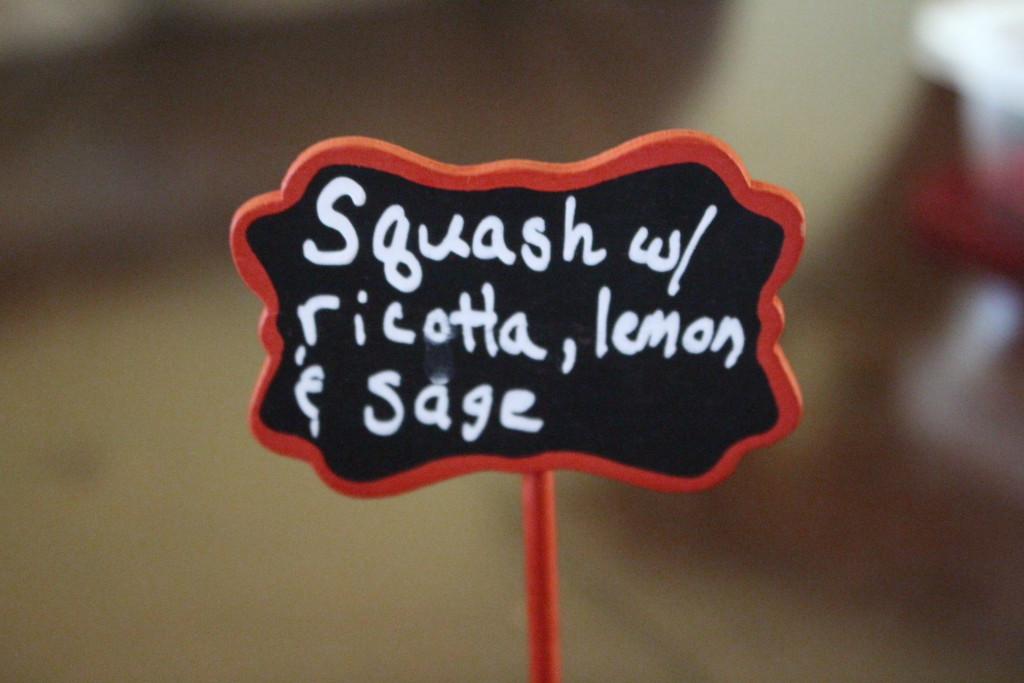 Squash w/
ricotta, lemon
& sage